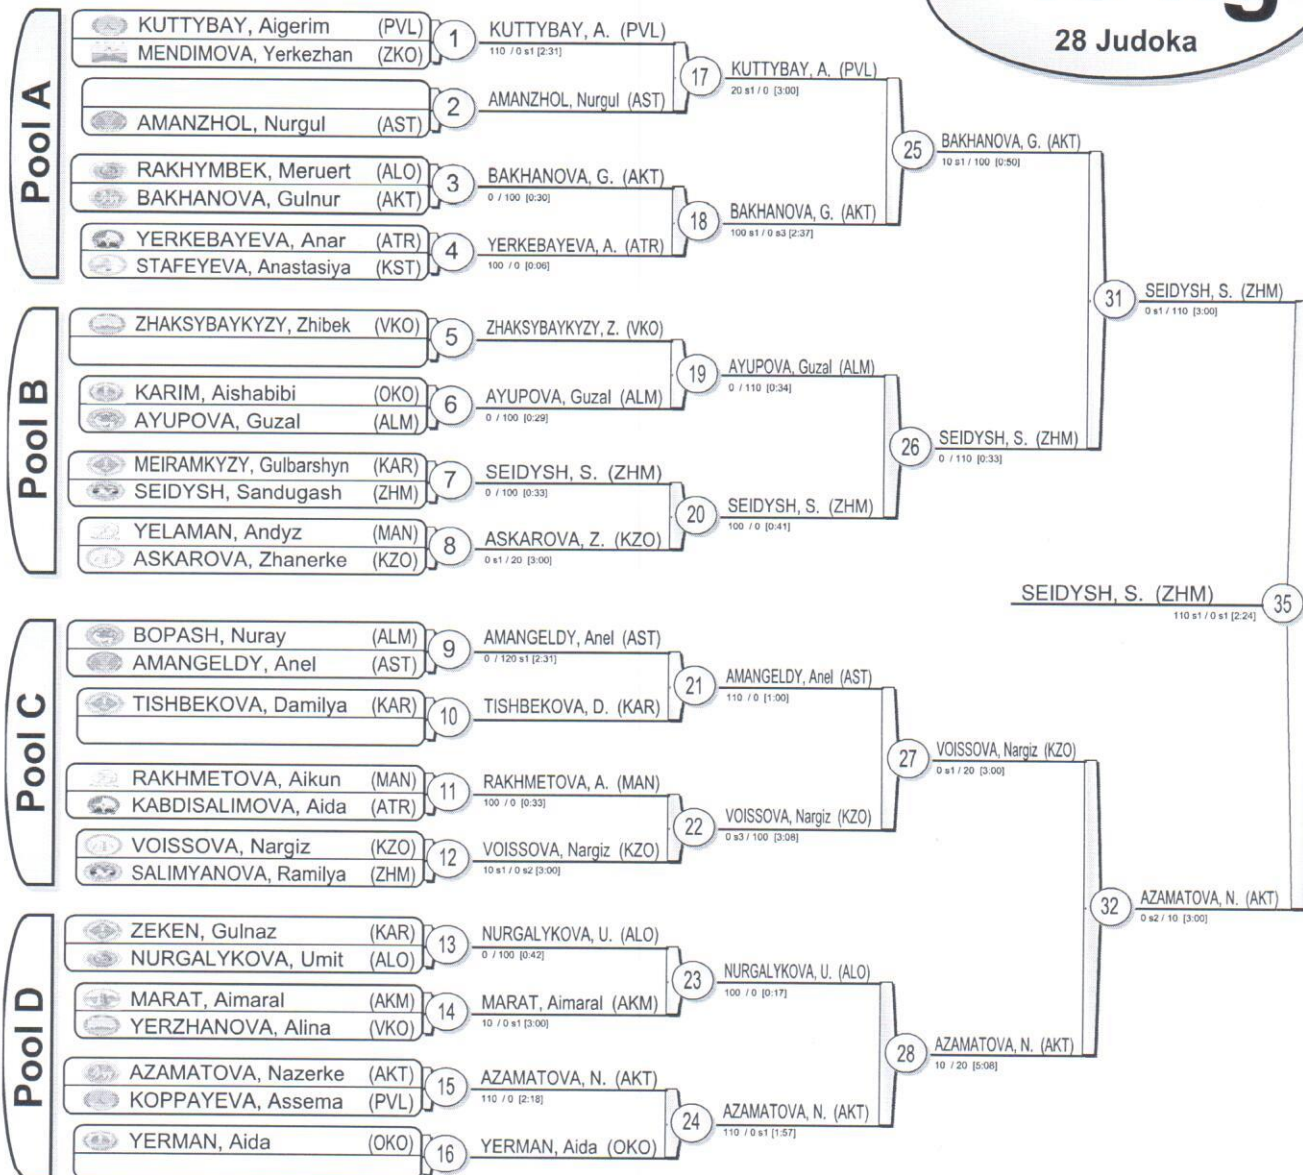 28 Judoka
Pool A
KUTTYBAY, Aigerim (PVL)
MENDIMOVA, Yerkezhan (ZKO)
1
KUTTYBAY, A. (PVL)
110 / 0 s1 [2:31]
AMANZHOL, Nurgul (AST)
2
AMANZHOL, Nurgul (AST)
17
KUTTYBAY, A. (PVL)
20 s1 / 0 [3:00]
RAKHYMBEK, Meruert (ALO)
BAKHANOVA, Gulnur (AKT)
3
BAKHANOVA, G. (AKT)
0 / 100 [0:30]
YERKEBAYEVA, Anar (ATR)
STAFEYEVA, Anastasiya (KST)
4
YERKEBAYEVA, A. (ATR)
100 / 0 [0:06]
18
BAKHANOVA, G. (AKT)
100 s1 / 0 s3 [2:37]
25
BAKHANOVA, G. (AKT)
10 s1 / 100 [0:50]
Pool B
ZHAKSYBAYKYZY, Zhibek (VKO)
5
ZHAKSYBAYKYZY, Z. (VKO)
KARIM, Aishabibi (OKO)
AYUPOVA, Guzal (ALM)
6
AYUPOVA, Guzal (ALM)
0 / 100 [0:29]
19
AYUPOVA, Guzal (ALM)
0 / 110 [0:34]
MEIRAMKYZY, Gulbarshyn (KAR)
SEIDYSH, Sandugash (ZHM)
7
SEIDYSH, S. (ZHM)
0 / 100 [0:33]
YELAMAN, Andyz (MAN)
ASKAROVA, Zhanerke (KZO)
8
ASKAROVA, Z. (KZO)
0 s1 / 20 [3:00]
20
SEIDYSH, S. (ZHM)
100 / 0 [0:41]
26
SEIDYSH, S. (ZHM)
0 / 110 [0:33]
31
SEIDYSH, S. (ZHM)
0 s1 / 110 [3:00]
SEIDYSH, S. (ZHM)
110 s1 / 0 s1 [2:24]
35
Pool C
BOPASH, Nuray (ALM)
AMANGELDY, Anel (AST)
9
AMANGELDY, Anel (AST)
0 / 120 s1 [2:31]
TISHBEKOVA, Damilya (KAR)
10
TISHBEKOVA, D. (KAR)
21
AMANGELDY, Anel (AST)
110 / 0 [1:00]
RAKHMETOVA, Aikun (MAN)
KABDISALIMOVA, Aida (ATR)
11
RAKHMETOVA, A. (MAN)
100 / 0 [0:33]
VOISSOVA, Nargiz (KZO)
SALIMYANOVA, Ramilya (ZHM)
12
VOISSOVA, Nargiz (KZO)
10 s1 / 0 s2 [3:00]
22
VOISSOVA, Nargiz (KZO)
0 s3 / 100 [3:08]
27
VOISSOVA, Nargiz (KZO)
0 s1 / 20 [3:00]
Pool D
ZEKEN, Gulnaz (KAR)
NURGALYKOVA, Umit (ALO)
13
NURGALYKOVA, U. (ALO)
0 / 100 [0:42]
MARAT, Aimaral (AKM)
YERZHANOVA, Alina (VKO)
14
MARAT, Aimaral (AKM)
10 / 0 s1 [3:00]
23
NURGALYKOVA, U. (ALO)
100 / 0 [0:17]
AZAMATOVA, Nazerke (AKT)
KOPPAYEVA, Assema (PVL)
15
AZAMATOVA, N. (AKT)
110 / 0 [2:18]
YERMAN, Aida (OKO)
16
YERMAN, Aida (OKO)
24
AZAMATOVA, N. (AKT)
110 / 0 s1 [1:57]
28
AZAMATOVA, N. (AKT)
10 / 20 [5:08]
32
AZAMATOVA, N. (AKT)
0 s2 / 10 [3:00]